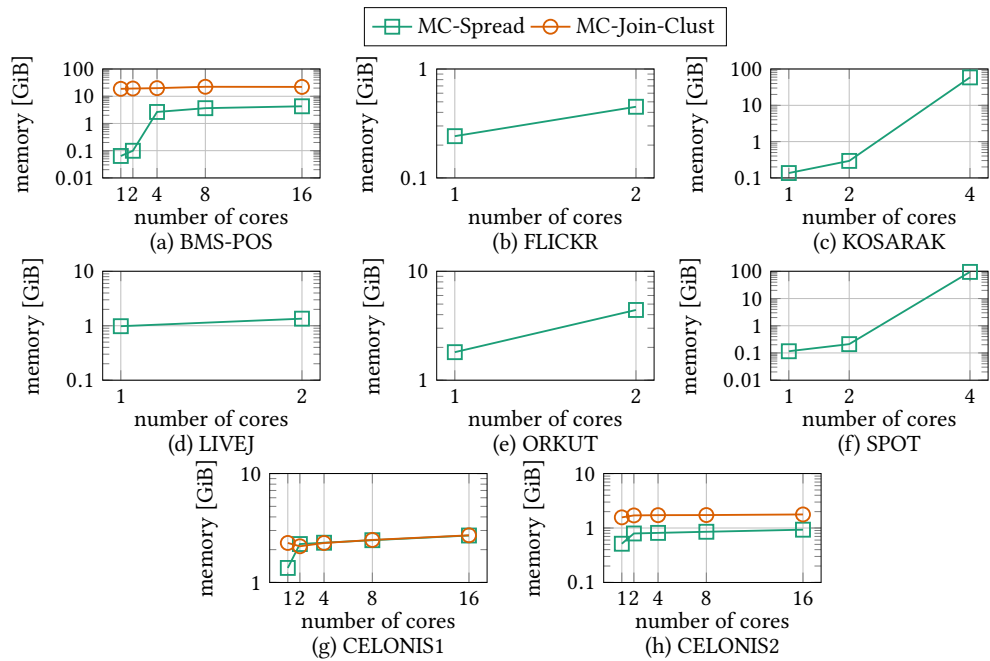 MC-Spread MC-Join-Clust
memory [GiB]
100
10
1
0.1
0.01
1 2 4 8 16
number of cores
(a) BMS-POS
memory [GiB]
1
0.1
1 2
number of cores
(b) FLICKR
memory [GiB]
100
10
1
0.1
1 2 4
number of cores
(c) KOSARAK
memory [GiB]
10
1
0.1
1 2
number of cores
(d) LIVEJ
memory [GiB]
10
1
1 2
number of cores
(e) ORKUT
memory [GiB]
100
10
1
0.1
0.01
1 2 4
number of cores
(f) SPOT
memory [GiB]
10
1
1 2 4 8 16
number of cores
(g) CELONIS1
memory [GiB]
10
1
0.1
1 2 4 8 16
number of cores
(h) CELONIS2